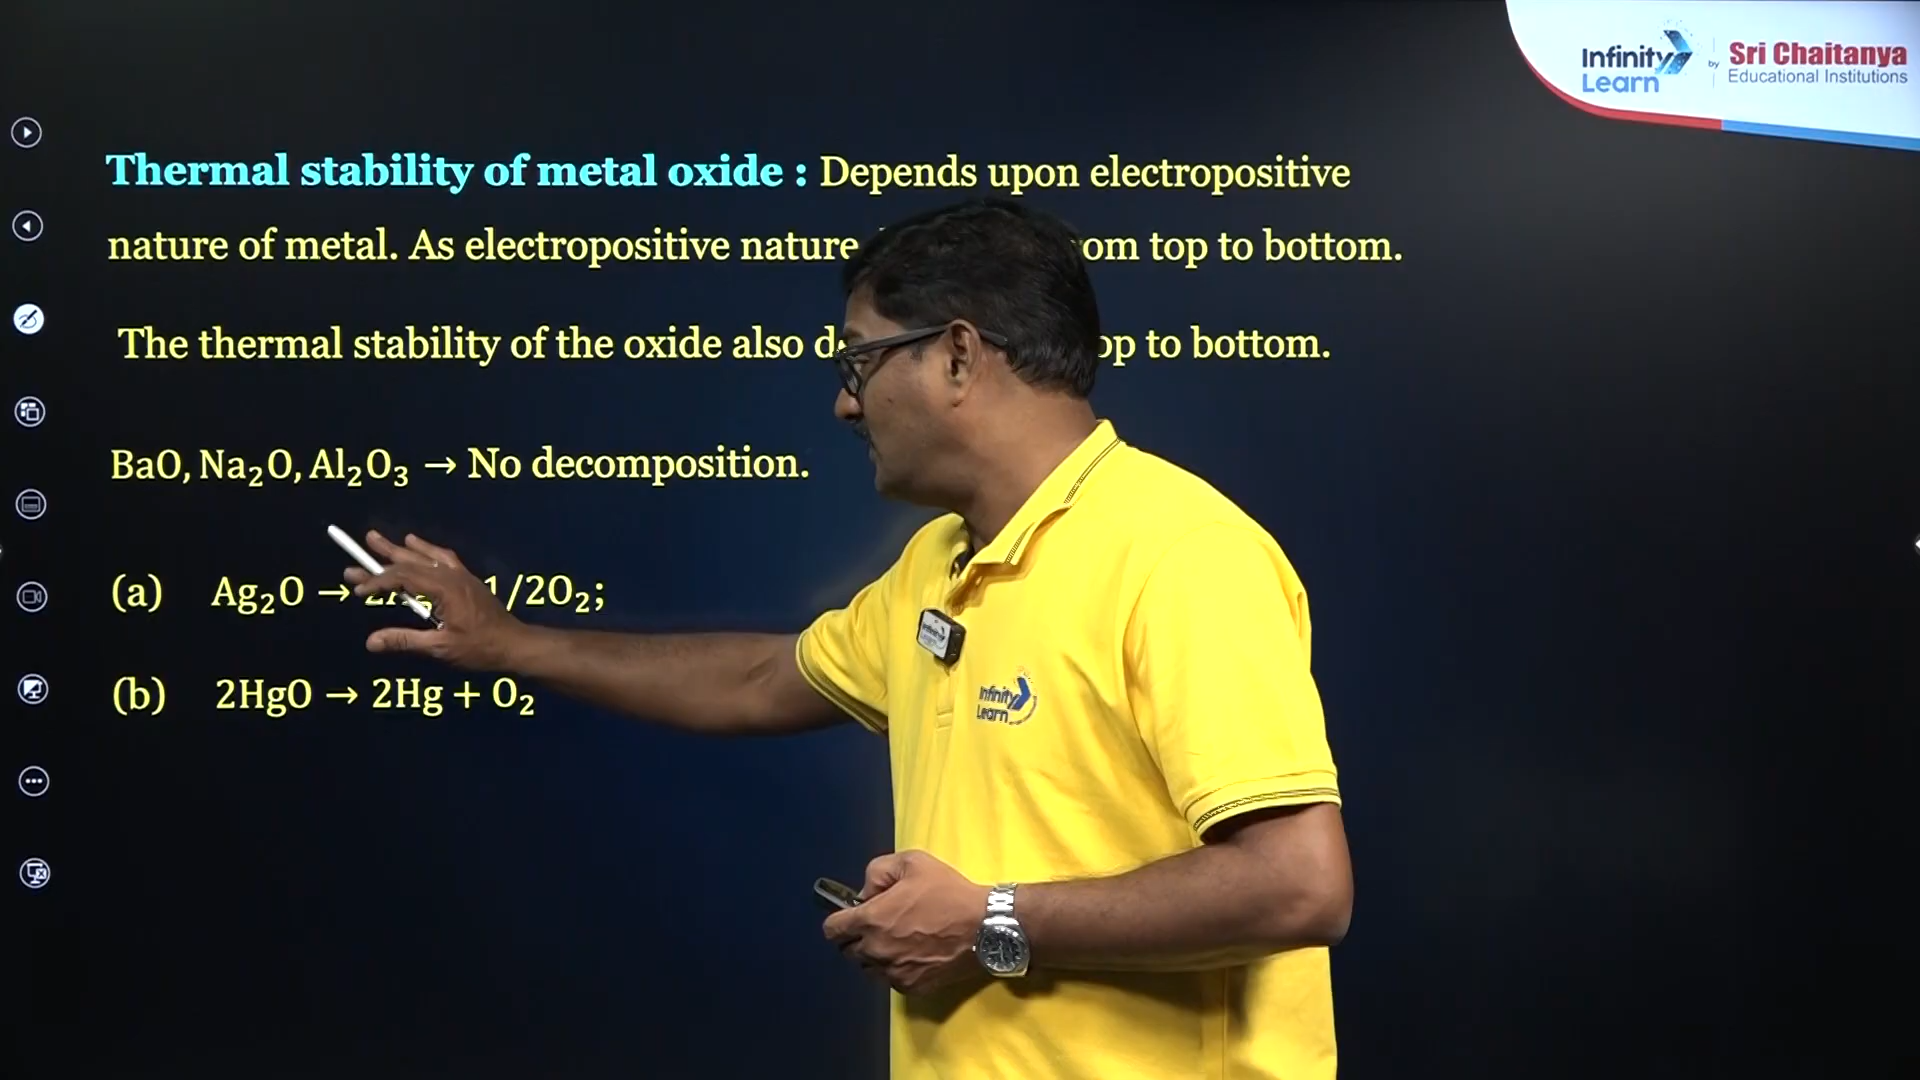 Infinity Learn by Sri Chaitanya Educational Institutions
Thermal stability of metal oxide : Depends upon electropositive
nature of metal. As electropositive nature top to bottom.
The thermal stability of the oxide also to bottom.
BaO, Na₂O, Al₂O₃ → No decomposition.
(a) Ag₂O → 1/2O₂;
(b) 2HgO → 2Hg + O₂
Infinity
Learn